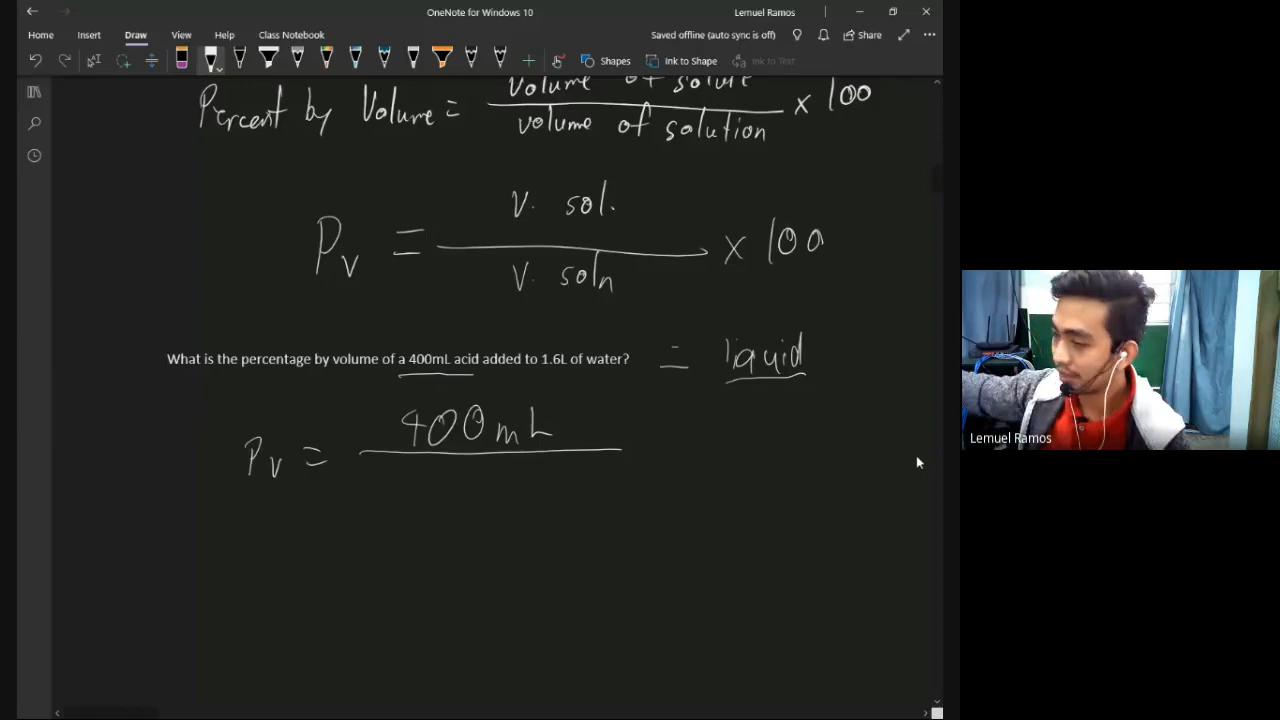 OneNote for Windows 10
Lemuel Ramos
Home Insert Draw View Help Class Notebook
Saved offline (auto sync is off)
Share
Shapes Ink to Shape Ink to Text
volume of solute
Percent by Volume = volume of solution x 100
v. sol.
Pv = x 100
v. soln
What is the percentage by volume of a 400mL acid added to 1.6L of water? = liquid
400mL
Pv =
Lemuel Ramos